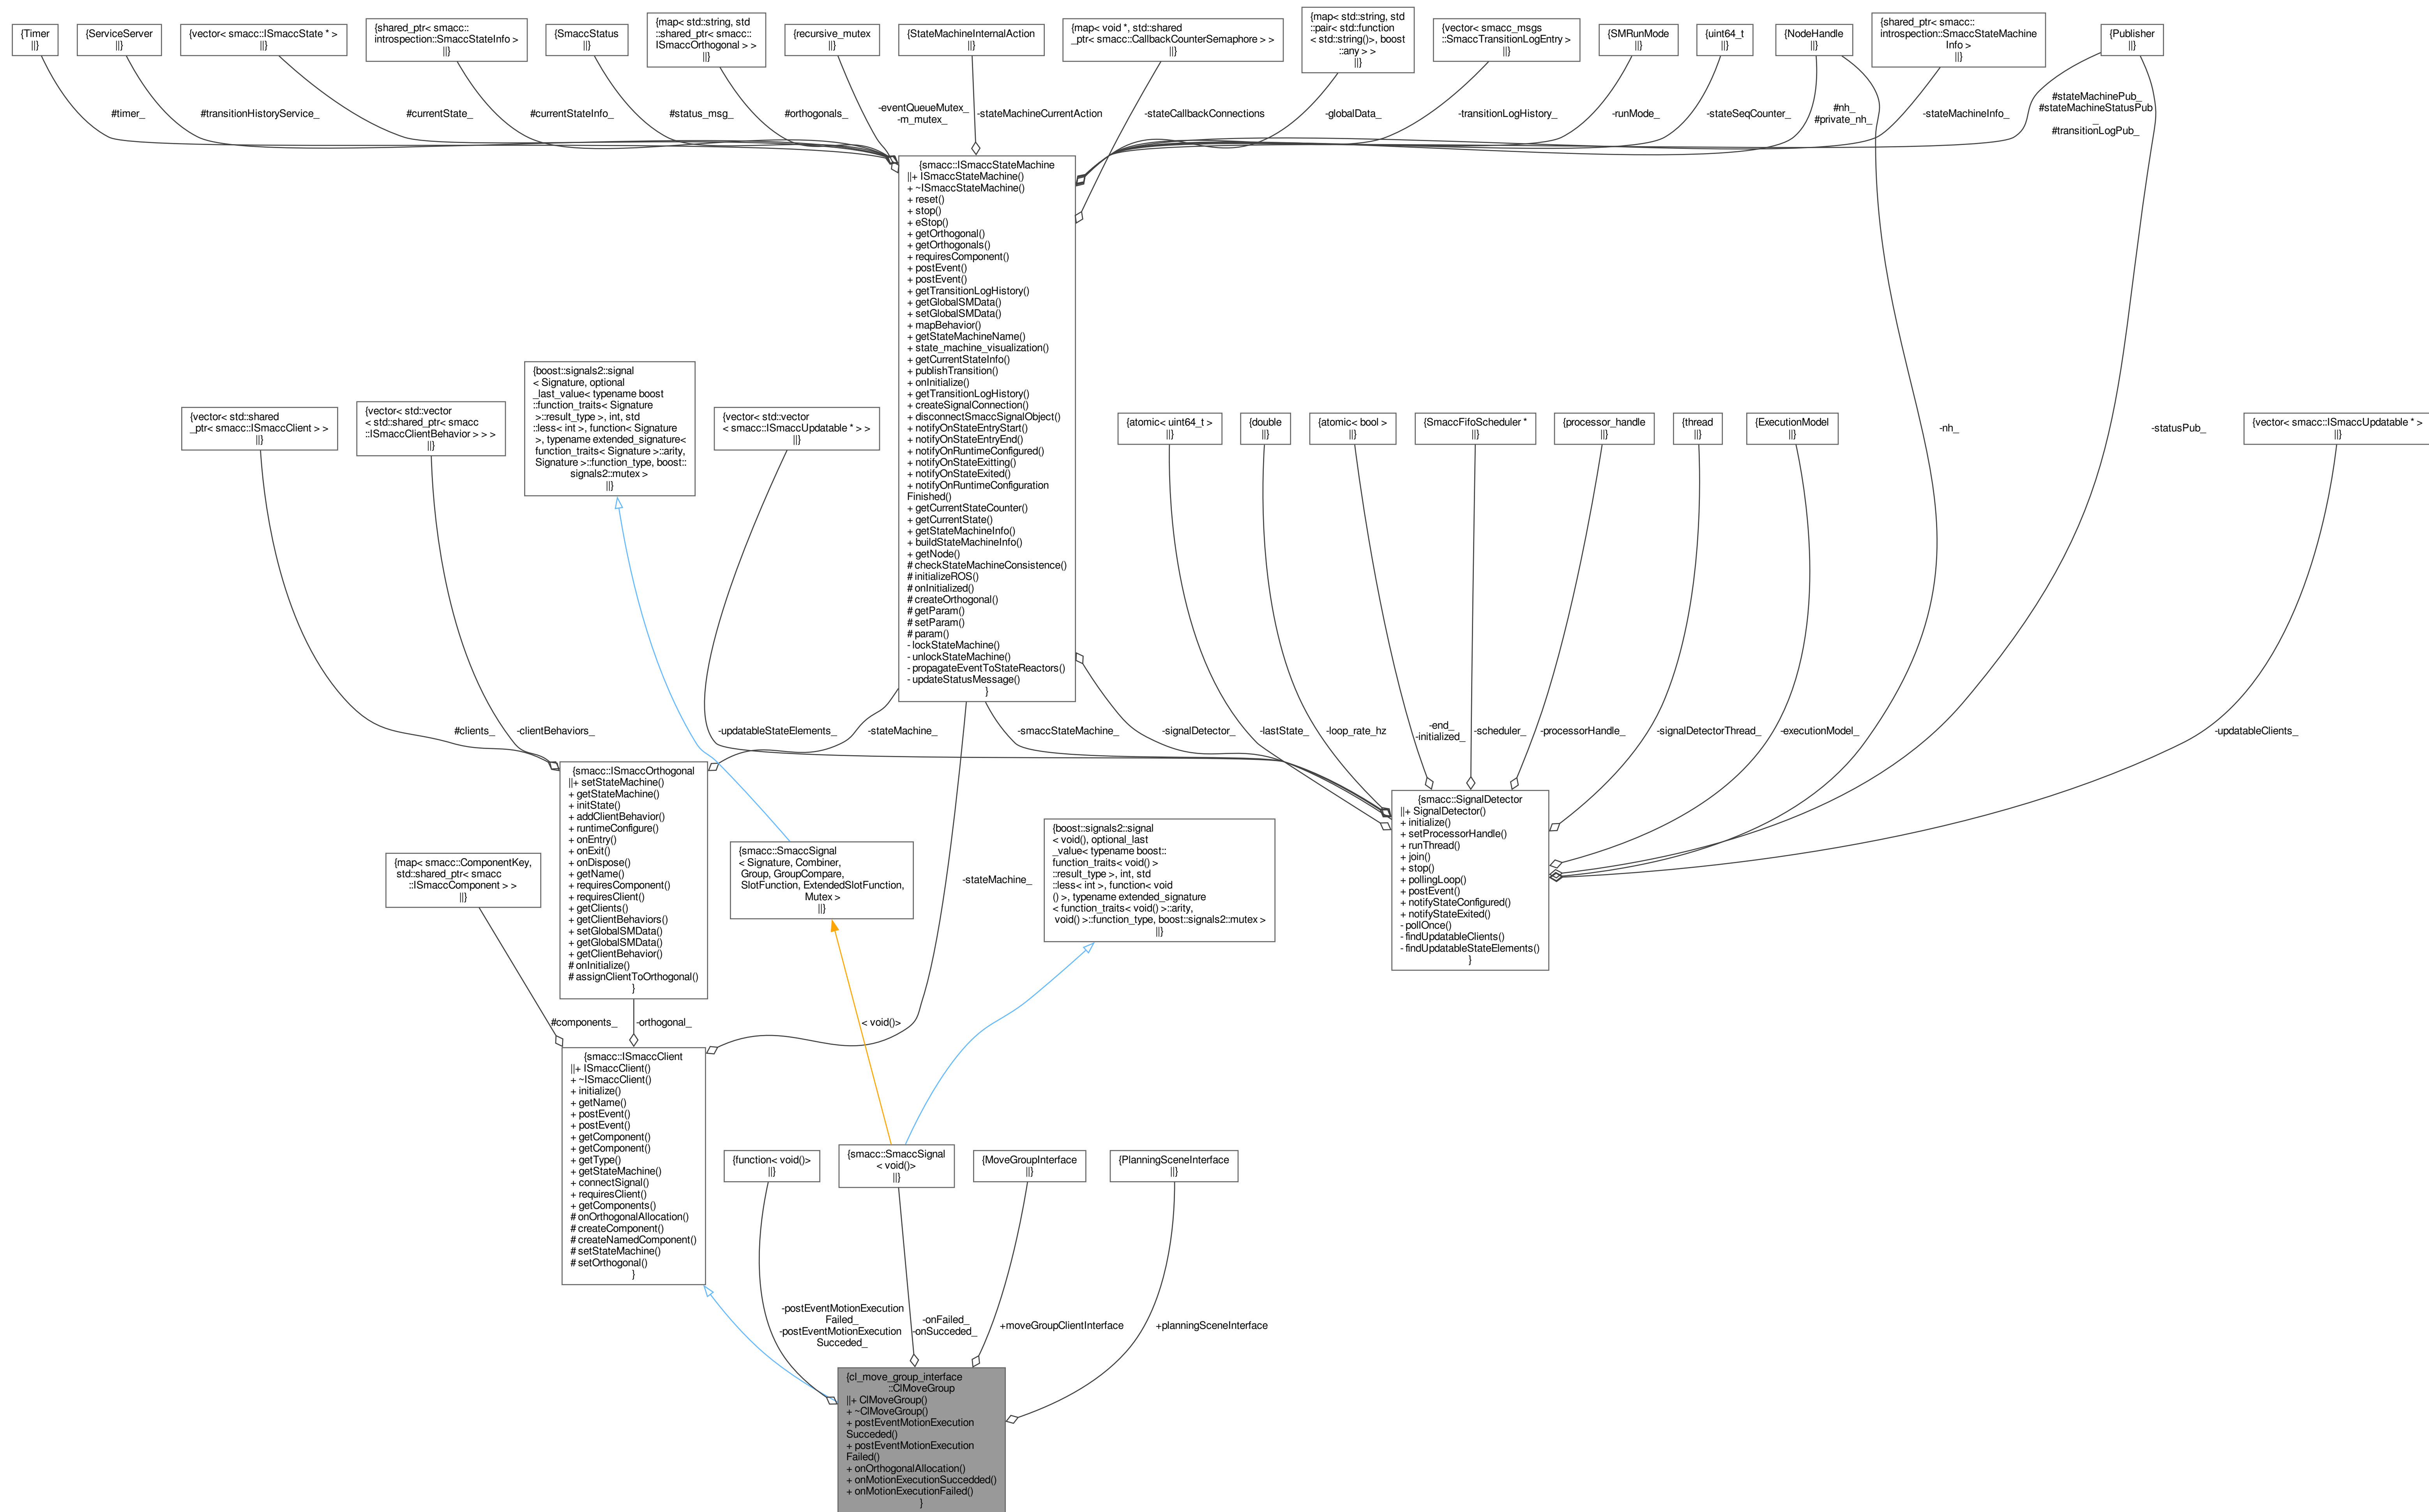 {Timer
||}
{ServiceServer
||}
{vector< smacc::ISmaccState * >
||}
{shared_ptr< smacc::
introspection::SmaccStateInfo >
||}
{SmaccStatus
||}
{map< std::string, std
::shared_ptr< smacc::
ISmaccOrthogonal > >
||}
{recursive_mutex
||}
{StateMachineInternalAction
||}
{map< void *, std::shared
_ptr< smacc::CallbackCounterSemaphore > >
||}
{map< std::string, std
::pair< std::function
< std::string()>, boost
::any > >
||}
{vector< smacc_msgs
::SmaccTransitionLogEntry >
||}
{SMRunMode
||}
{uint64_t
||}
{NodeHandle
||}
{shared_ptr< smacc::
introspection::SmaccStateMachine
Info >
||}
{Publisher
||}
#timer_
#transitionHistoryService_
#currentState_
#currentStateInfo_
#status_msg_
#orthogonals_
-eventQueueMutex_
-m_mutex_
-stateMachineCurrentAction
-stateCallbackConnections
-globalData_
-transitionLogHistory_
-runMode_
-stateSeqCounter_
#nh_
#private_nh_
-stateMachineInfo_
#stateMachinePub_
#stateMachineStatusPub
_
#transitionLogPub_
{smacc::ISmaccStateMachine
||+ ISmaccStateMachine()
+ ~ISmaccStateMachine()
+ reset()
+ stop()
+ eStop()
+ getOrthogonal()
+ getOrthogonals()
+ requiresComponent()
+ postEvent()
+ postEvent()
+ getTransitionLogHistory()
+ getGlobalSMData()
+ setGlobalSMData()
+ mapBehavior()
+ getStateMachineName()
+ state_machine_visualization()
+ getCurrentStateInfo()
+ publishTransition()
+ onInitialize()
+ getTransitionLogHistory()
+ createSignalConnection()
+ disconnectSmaccSignalObject()
+ notifyOnStateEntryStart()
+ notifyOnStateEntryEnd()
+ notifyOnRuntimeConfigured()
+ notifyOnStateExitting()
+ notifyOnStateExited()
+ notifyOnRuntimeConfiguration
Finished()
+ getCurrentStateCounter()
+ getCurrentState()
+ getStateMachineInfo()
+ buildStateMachineInfo()
+ getNode()
# checkStateMachineConsistence()
# initializeROS()
# onInitialized()
# createOrthogonal()
# getParam()
# setParam()
# param()
- lockStateMachine()
- unlockStateMachine()
- propagateEventToStateReactors()
- updateStatusMessage()
}
{vector< std::shared
_ptr< smacc::ISmaccClient > >
||}
{vector< std::vector
< std::shared_ptr< smacc
::ISmaccClientBehavior > > >
||}
{boost::signals2::signal
< Signature, optional
_last_value< typename boost
::function_traits< Signature
>::result_type >, int, std
::less< int >, function< Signature
>, typename extended_signature<
function_traits< Signature >::arity,
Signature >::function_type, boost::
signals2::mutex >
||}
{vector< std::vector
< smacc::ISmaccUpdatable * > >
||}
{atomic< uint64_t >
||}
{double
||}
{atomic< bool >
||}
{SmaccFifoScheduler *
||}
{processor_handle
||}
{thread
||}
{ExecutionModel
||}
-nh_
-statusPub_
{vector< smacc::ISmaccUpdatable * >
||}
#clients_
-clientBehaviors_
-updatableStateElements_
-stateMachine_
-smaccStateMachine_
-signalDetector_
-lastState_
-loop_rate_hz
-end_
-initialized_
-scheduler_
-processorHandle_
-signalDetectorThread_
-executionModel_
-updatableClients_
{smacc::ISmaccOrthogonal
||+ setStateMachine()
+ getStateMachine()
+ initState()
+ addClientBehavior()
+ runtimeConfigure()
+ onEntry()
+ onExit()
+ onDispose()
+ getName()
+ requiresComponent()
+ requiresClient()
+ getClients()
+ getClientBehaviors()
+ setGlobalSMData()
+ getGlobalSMData()
+ getClientBehavior()
# onInitialize()
# assignClientToOrthogonal()
}
{smacc::SignalDetector
||+ SignalDetector()
+ initialize()
+ setProcessorHandle()
+ runThread()
+ join()
+ stop()
+ pollingLoop()
+ postEvent()
+ notifyStateConfigured()
+ notifyStateExited()
- pollOnce()
- findUpdatableClients()
- findUpdatableStateElements()
}
{map< smacc::ComponentKey,
std::shared_ptr< smacc
::ISmaccComponent > >
||}
{smacc::SmaccSignal
< Signature, Combiner,
Group, GroupCompare,
SlotFunction, ExtendedSlotFunction,
Mutex >
||}
-stateMachine_
{boost::signals2::signal
< void(), optional_last
_value< typename boost::
function_traits< void() >
::result_type >, int, std
::less< int >, function< void
() >, typename extended_signature
< function_traits< void() >::arity,
void() >::function_type, boost::signals2::mutex >
||}
#components_
-orthogonal_
< void()>
{smacc::ISmaccClient
||+ ISmaccClient()
+ ~ISmaccClient()
+ initialize()
+ getName()
+ postEvent()
+ postEvent()
+ getComponent()
+ getComponent()
+ getType()
+ getStateMachine()
+ connectSignal()
+ requiresClient()
+ getComponents()
# onOrthogonalAllocation()
# createComponent()
# createNamedComponent()
# setStateMachine()
# setOrthogonal()
}
{function< void()>
||}
{smacc::SmaccSignal
< void()>
||}
{MoveGroupInterface
||}
{PlanningSceneInterface
||}
-postEventMotionExecution
Failed_
-postEventMotionExecution
Succeded_
-onFailed_
-onSucceded_
+moveGroupClientInterface
+planningSceneInterface
{cl_move_group_interface
::ClMoveGroup
||+ ClMoveGroup()
+ ~ClMoveGroup()
+ postEventMotionExecution
Succeded()
+ postEventMotionExecution
Failed()
+ onOrthogonalAllocation()
+ onMotionExecutionSuccedded()
+ onMotionExecutionFailed()
}